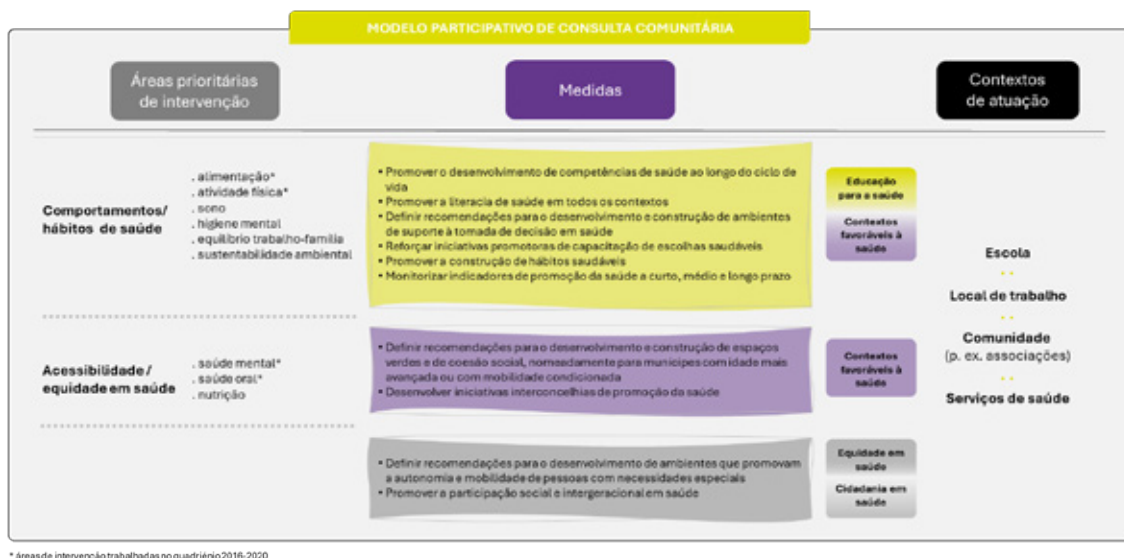 MODELO PARTICIPATIVO DE CONSULTA COMUNITÁRIA
Áreas prioritárias
de intervenção
Medidas
Contextos
de atuação
Comportamentos/
hábitos de saúde
. alimentação*
. atividade física*
. sono
. higiene mental
. equilíbrio trabalho-família
. sustentabilidade ambiental
• Promover o desenvolvimento de competências de saúde ao longo do ciclo de
vida
• Promover a literacia de saúde em todos os contextos
• Definir recomendações para o desenvolvimento e construção de ambientes
de suporte à tomada de decisão em saúde
• Reforçar iniciativas promotoras de capacitação de escolhas saudáveis
• Promover a construção de hábitos saudáveis
• Monitorizar indicadores de promoção da saúde a curto, médio e longo prazo
Educação
para a saúde
Contextos
favoráveis à
saúde
Acessibilidade/
equidade em saúde
. saúde mental*
. saúde oral*
. nutrição
• Definir recomendações para o desenvolvimento e construção de espaços
verdes e de coesão social, nomeadamente para munícipes com idade mais
avançada ou com mobilidade condicionada
• Desenvolver iniciativas interconcelhias de promoção da saúde
Contextos
favoráveis à
saúde
• Definir recomendações para o desenvolvimento de ambientes que promovam
a autonomia e mobilidade de pessoas com necessidades especiais
• Promover a participação social e intergeracional em saúde
Equidade em
saúde
Cidadania em
saúde
Escola
Local de trabalho
Comunidade
(p. ex. associações)
Serviços de saúde
* áreas de intervenção trabalhadas no quadriénio 2016-2020